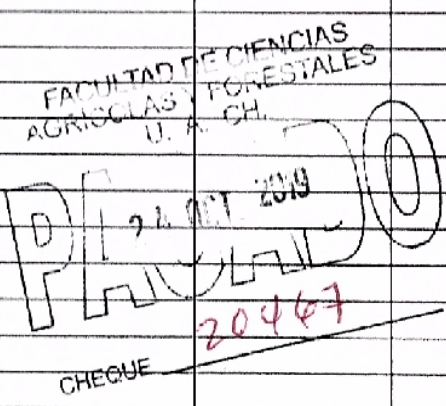 FACULTAD DE CIENCIAS
AGRICOLAS Y FORESTALES
U. A. CH.
PAGADO
24 OCT. 2019
20467
CHEQUE